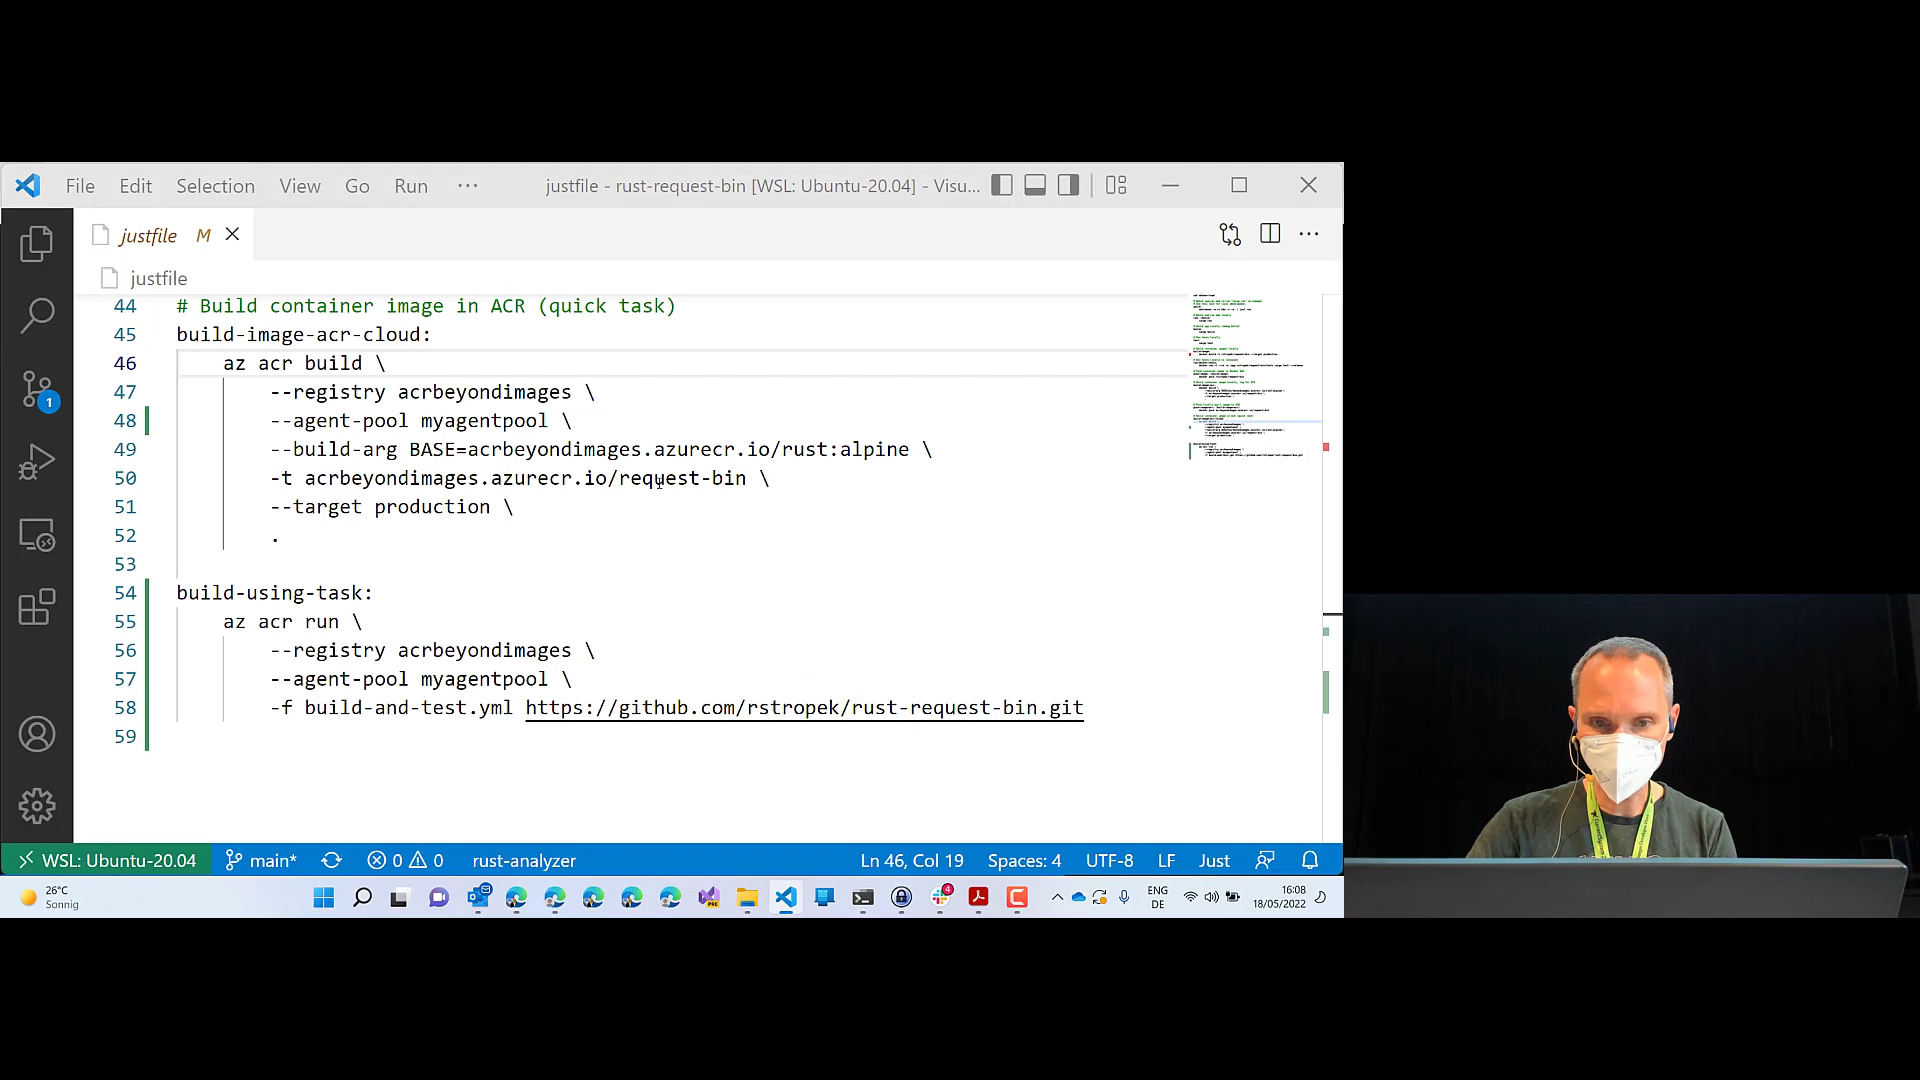 File Edit Selection View Go Run ··· justfile - rust-request-bin [WSL: Ubuntu-20.04] - Visu...
justfile M
justfile
44 # Build container image in ACR (quick task)
45 build-image-acr-cloud:
46 az acr build \
47 --registry acrbeyondimages \
48 --agent-pool myagentpool \
49 --build-arg BASE=acrbeyondimages.azurecr.io/rust:alpine \
50 -t acrbeyondimages.azurecr.io/request-bin \
51 --target production \
52 .
53
54 build-using-task:
55 az acr run \
56 --registry acrbeyondimages \
57 --agent-pool myagentpool \
58 -f build-and-test.yml https://github.com/rstropek/rust-request-bin.git
59
1
WSL: Ubuntu-20.04 main* 0 0 rust-analyzer Ln 46, Col 19 Spaces: 4 UTF-8 LF Just
26°C
Sonnig
PRE
4
ENG
DE
16:08
18/05/2022